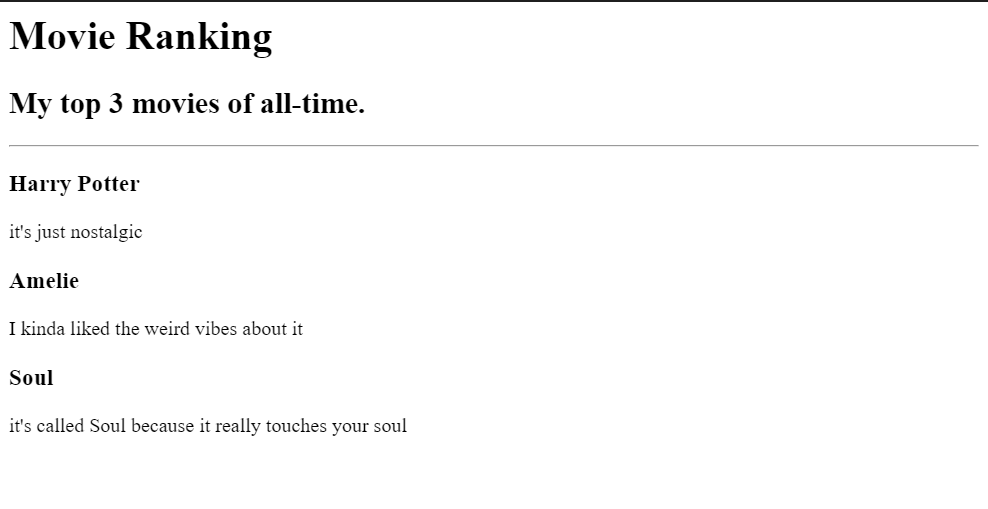 Movie Ranking
My top 3 movies of all-time.
Harry Potter
it's just nostalgic
Amelie
I kinda liked the weird vibes about it
Soul
it's called Soul because it really touches your soul